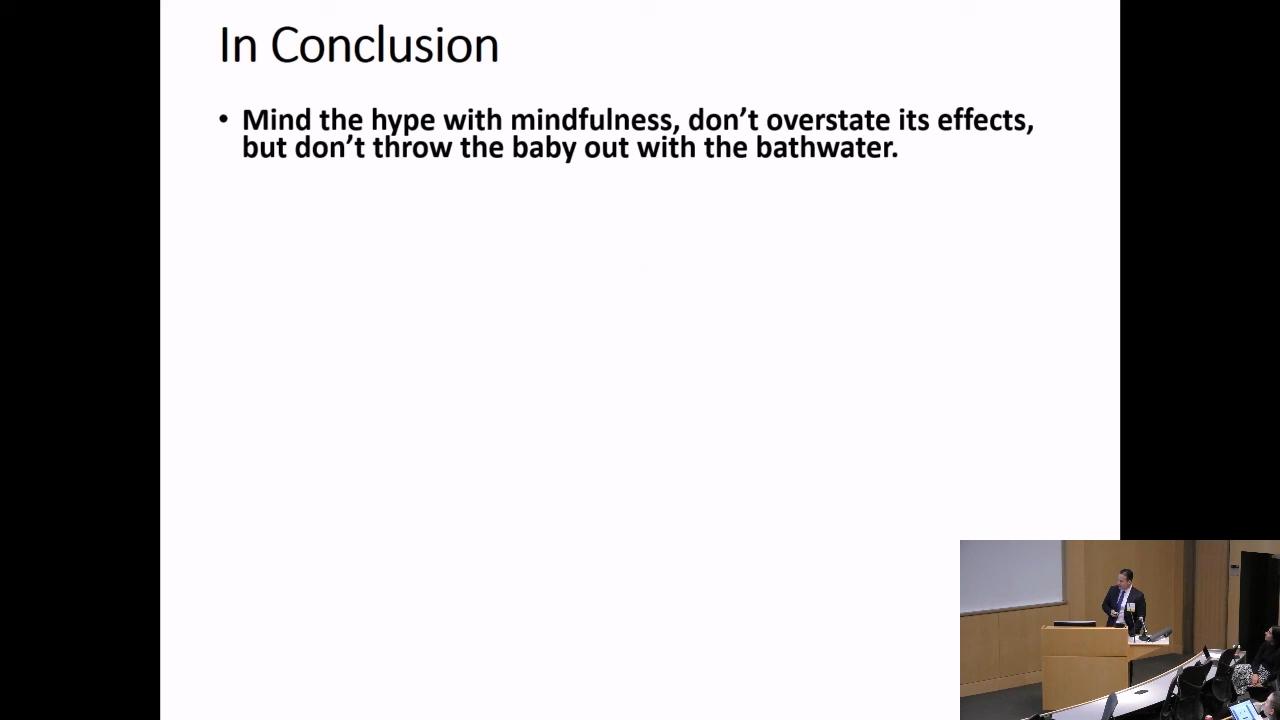 In Conclusion
• Mind the hype with mindfulness, don’t overstate its effects,
but don’t throw the baby out with the bathwater.